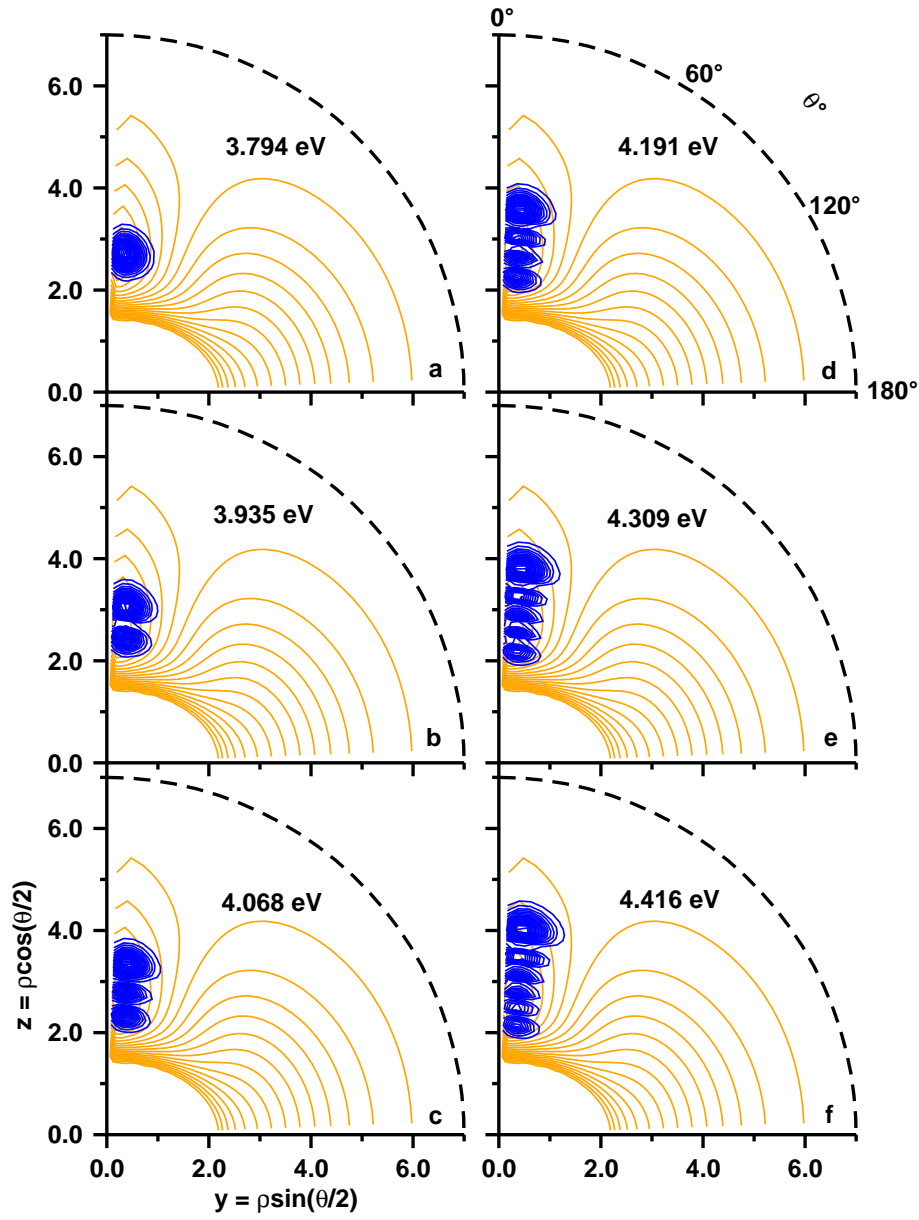 0°
60°
θ°
120°
180°
7.0
6.0
4.0
2.0
0.0
3.794 eV
a
4.191 eV
d
6.0
4.0
2.0
0.0
3.935 eV
b
4.309 eV
e
6.0
4.0
2.0
0.0
4.068 eV
c
4.416 eV
f
0.0 2.0 4.0 6.0
0.0 2.0 4.0 6.0
z = ρcos(θ/2)
y = ρsin(θ/2)